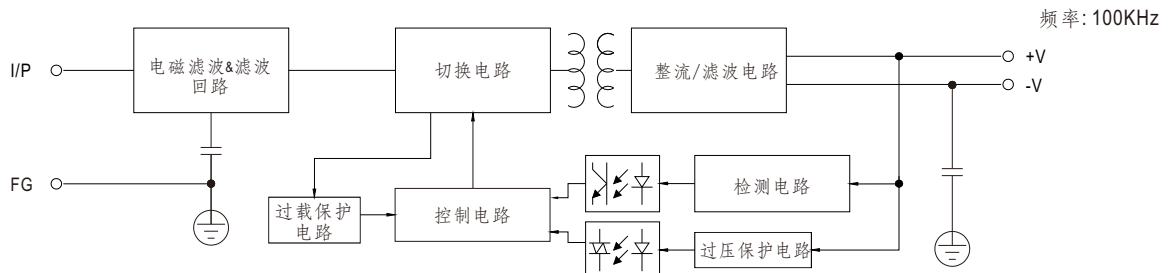 频率: 100KHz
I/P
电磁滤波&滤波
回路
切换电路
整流/滤波电路
+V
-V
FG
过载保护
电路
控制电路
检测电路
过压保护电路